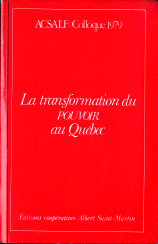 ACSALF: Colloque 1979
La transformation du
POUVOIR
au Québec
Éditions coopératives Albert Saint-Martin